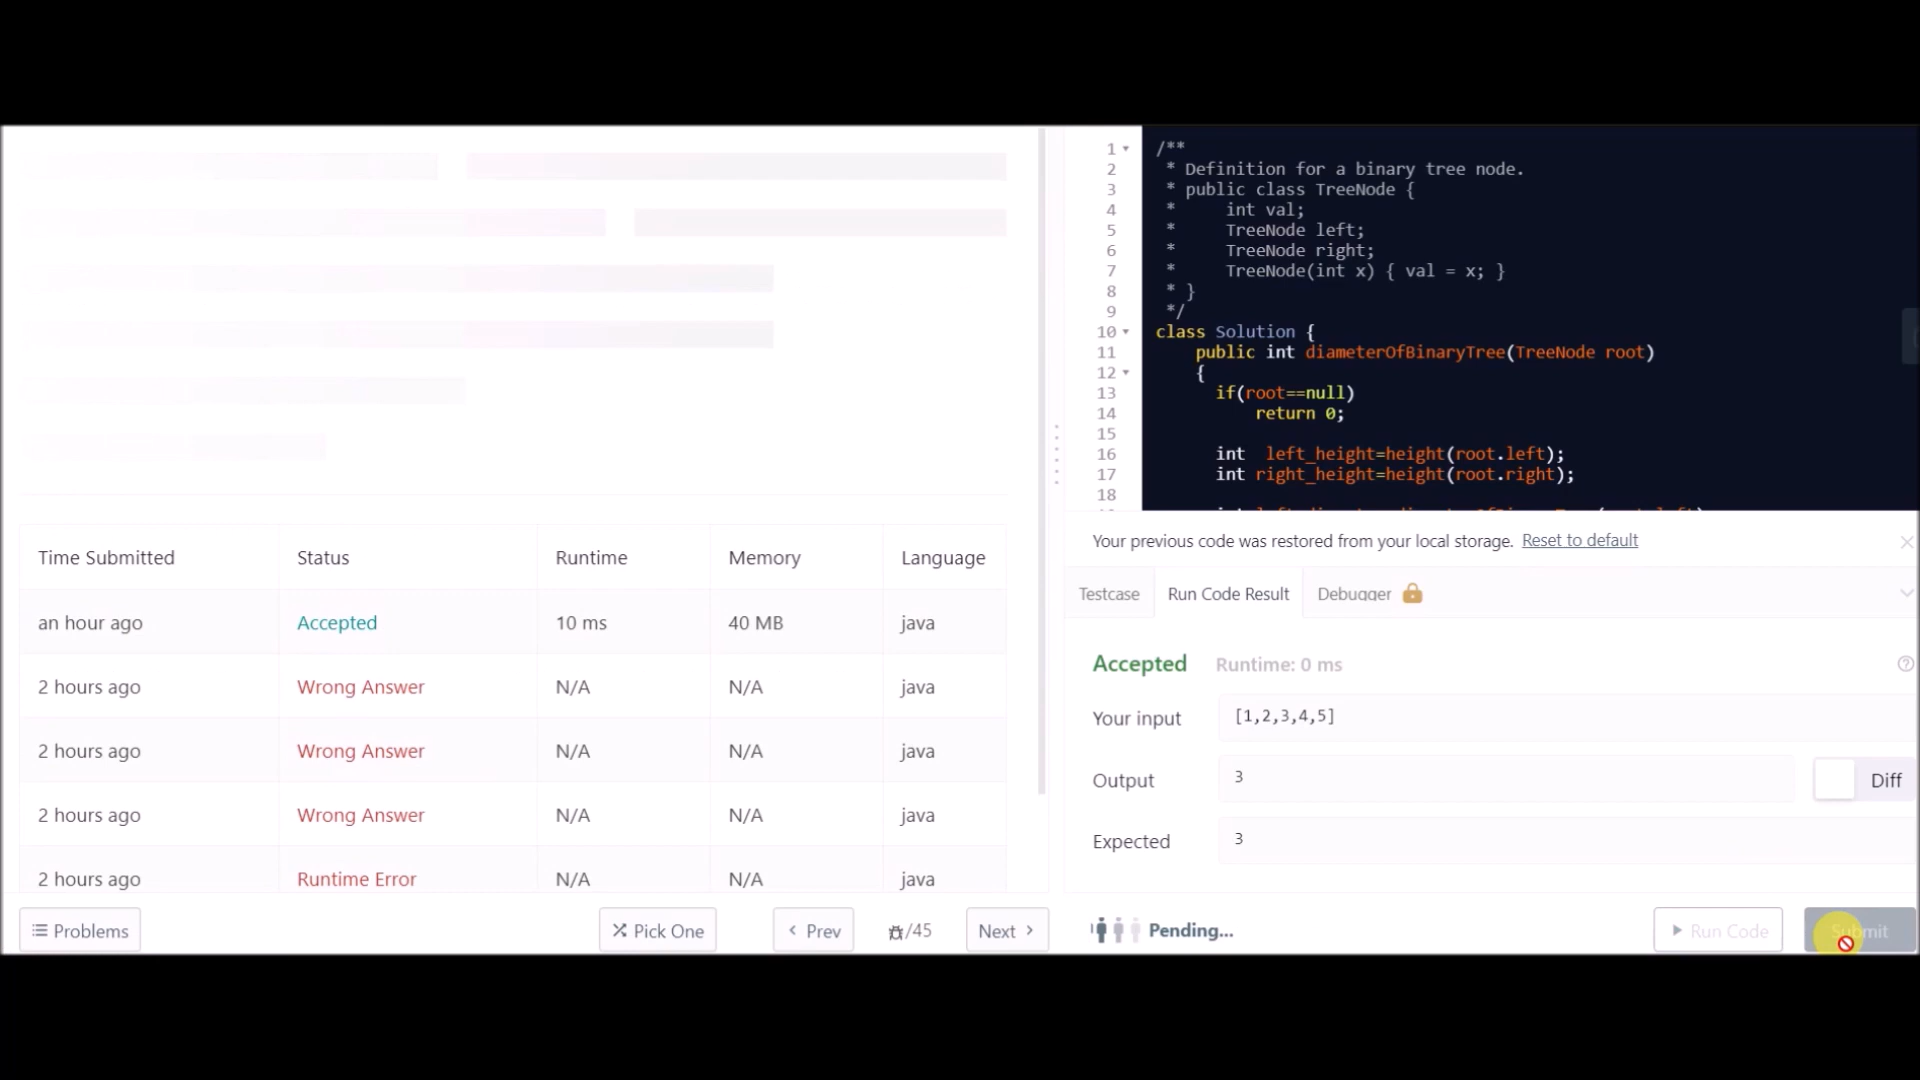 Time Submitted Status Runtime Memory Language
an hour ago Accepted 10 ms 40 MB java
2 hours ago Wrong Answer N/A N/A java
2 hours ago Wrong Answer N/A N/A java
2 hours ago Wrong Answer N/A N/A java
2 hours ago Runtime Error N/A N/A java
Problems Pick One Prev /45 Next
1 /**
2 * Definition for a binary tree node.
3 * public class TreeNode {
4 * int val;
5 * TreeNode left;
6 * TreeNode right;
7 * TreeNode(int x) { val = x; }
8 * }
9 */
10 class Solution {
11 public int diameterOfBinaryTree(TreeNode root)
12 {
13 if(root==null)
14 return 0;
15
16 int left_height=height(root.left);
17 int right_height=height(root.right);
18
Your previous code was restored from your local storage. Reset to default
Testcase Run Code Result Debugger
Accepted Runtime: 0 ms
Your input [1,2,3,4,5]
Output 3 Diff
Expected 3
Pending... Run Code Submit